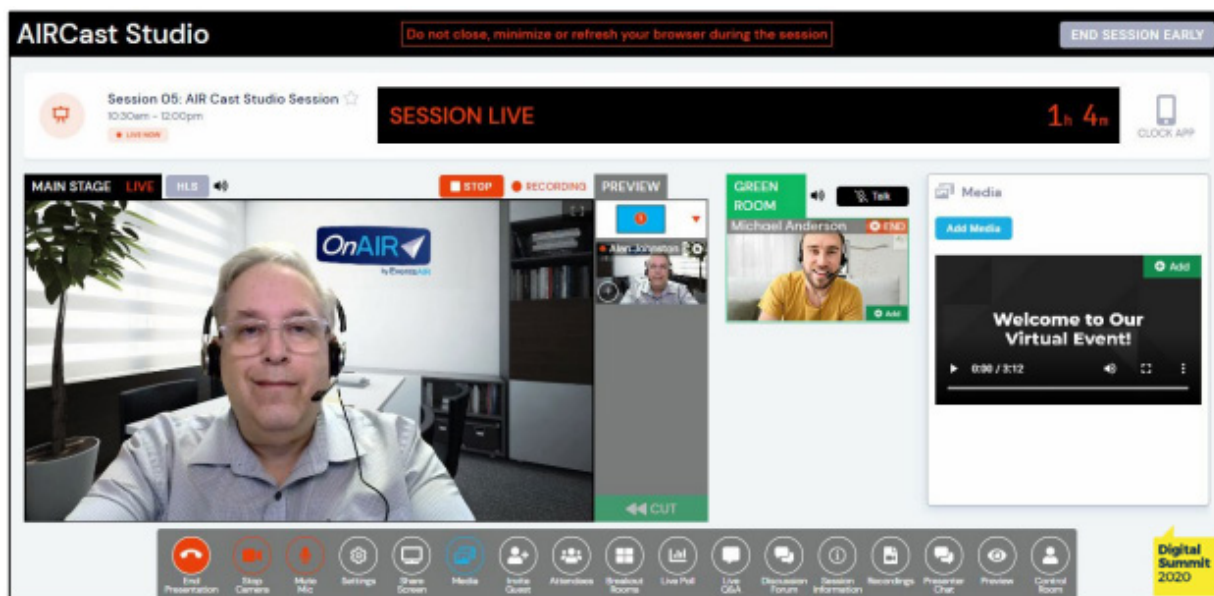 AIRCast Studio
Do not close, minimize or refresh your browser during the session
END SESSION EARLY
Session 05: AIR Cast Studio Session
10:30am - 12:00pm
LIVE NOW
SESSION LIVE
1h 4m
CLOCK APP
MAIN STAGE LIVE
HLS
STOP
RECORDING
PREVIEW
1
Alan Johnston
CUT
OnAIR
by EventsAIR
GREEN
ROOM
Talk
Michael Anderson
END
Add
Media
Add Media
Add
Welcome to Our
Virtual Event!
0:00 / 3:12
End
Presentation
Stop
Camera
Mute
Mic
Settings
Share
Screen
Media
Invite
Guest
Attendees
Breakout
Rooms
Live Poll
Live
Q&A
Discussion
Forum
Session
Information
Recordings
Presenter
Chat
Preview
Control
Room
Digital
Summit
2020